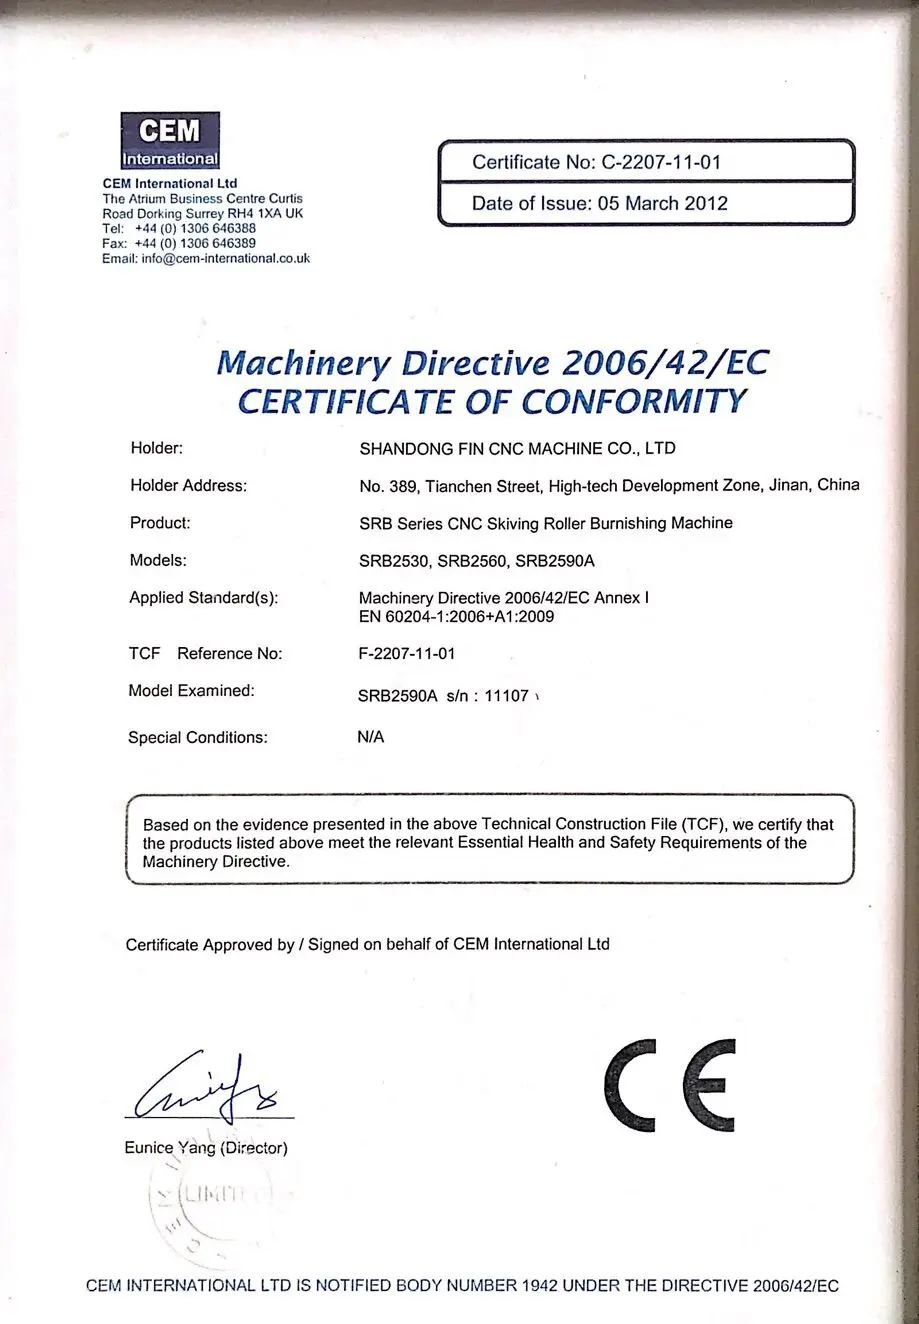 CEM
International
CEM International Ltd
The Atrium Business Centre Curtis
Road Dorking Surrey RH4 1XA UK
Tel: +44 (0) 1306 646388
Fax: +44 (0) 1306 646389
Email: info@cem-international.co.uk
Certificate No: C-2207-11-01
Date of Issue: 05 March 2012
Machinery Directive 2006/42/EC
CERTIFICATE OF CONFORMITY
Holder: SHANDONG FIN CNC MACHINE CO., LTD
Holder Address: No. 389, Tianchen Street, High-tech Development Zone, Jinan, China
Product: SRB Series CNC Skiving Roller Burnishing Machine
Models: SRB2530, SRB2560, SRB2590A
Applied Standard(s): Machinery Directive 2006/42/EC Annex I
EN 60204-1:2006+A1:2009
TCF Reference No: F-2207-11-01
Model Examined: SRB2590A s/n : 11107
Special Conditions: N/A
Based on the evidence presented in the above Technical Construction File (TCF), we certify that
the products listed above meet the relevant Essential Health and Safety Requirements of the
Machinery Directive.
Certificate Approved by / Signed on behalf of CEM International Ltd
CE
Eunice Yang (Director)
CEM INTERNATIONAL LTD IS NOTIFIED BODY NUMBER 1942 UNDER THE DIRECTIVE 2006/42/EC